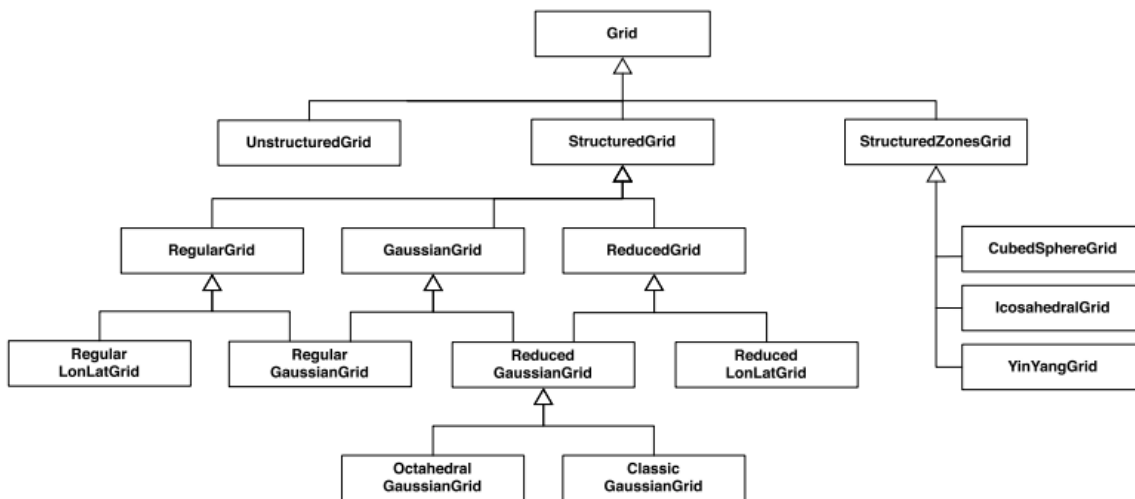 Grid
UnstructuredGrid
StructuredGrid
StructuredZonesGrid
RegularGrid
GaussianGrid
ReducedGrid
CubedSphereGrid
IcosahedralGrid
YinYangGrid
Regular
LonLatGrid
Regular
GaussianGrid
Reduced
GaussianGrid
Reduced
LonLatGrid
Octahedral
GaussianGrid
Classic
GaussianGrid